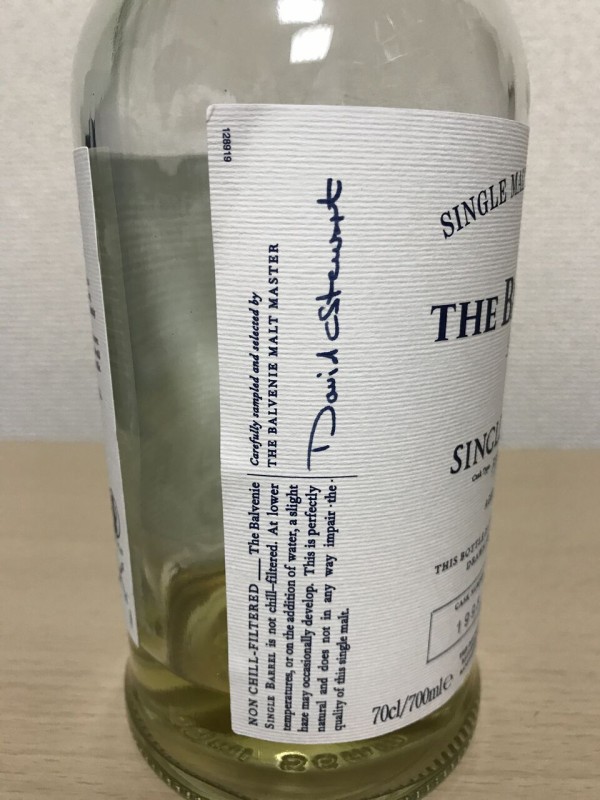 128919
Carefully sampled and selected by
THE BALVENIE MALT MASTER
David C Stewart
NON CHILL-FILTERED ___ The Balvenie
SINGLE BARREL is not chill-filtered. At lower
temperatures, or on the addition of water, a slight
haze may occasionally develop. This is perfectly
natural and does not in any way impair the
quality of this single malt.
SINGLE
THE
THIS
CASK
70cl/700ml e